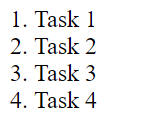 1. Task 1
2. Task 2
3. Task 3
4. Task 4